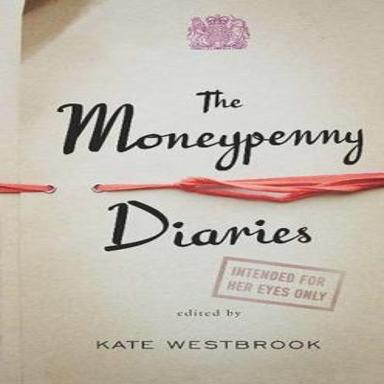 The
Moneypenny
Diaries
INTENDED FOR
HER EYES ONLY
edited by
KATE WESTBROOK